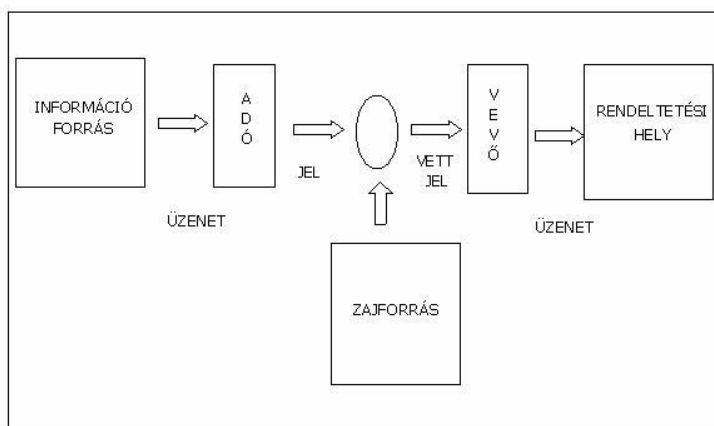 INFORMÁCIÓ
FORRÁS
A
D
Ó
JEL
VETT
JEL
V
E
V
Ő
RENDELTETÉSI
HELY
ÜZENET
ÜZENET
ZAJFORRÁS